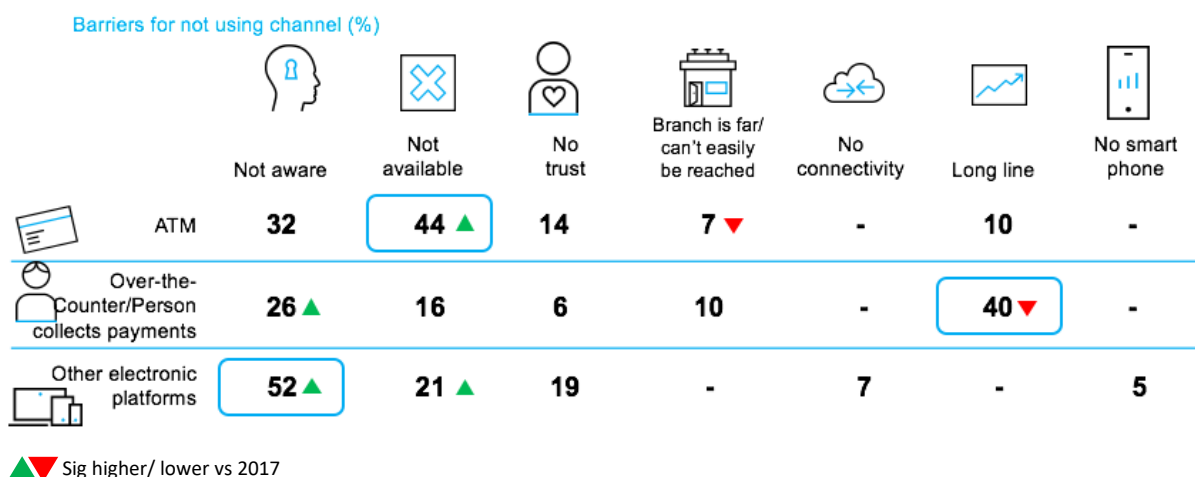 Barriers for not using channel (%)
Not aware
Not
available
No
trust
Branch is far/
can't easily
be reached
No
connectivity
Long line
No smart
phone
ATM 32 44 14 7 - 10 -
Over-the-
Counter/Person
collects payments
26 16 6 10 - 40 -
Other electronic
platforms
52 21 19 - 7 - 5
Sig higher/ lower vs 2017